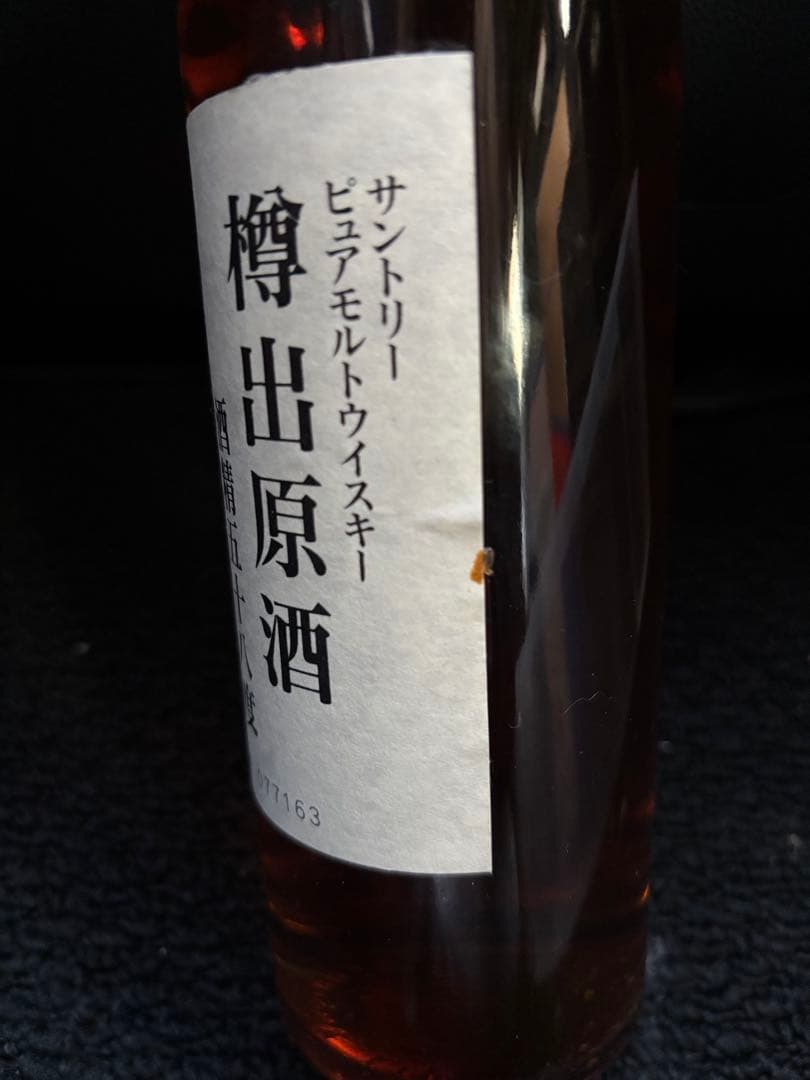 サントリー
ピュアモルトウイスキー
樽出原酒
酒精五十八度
077163